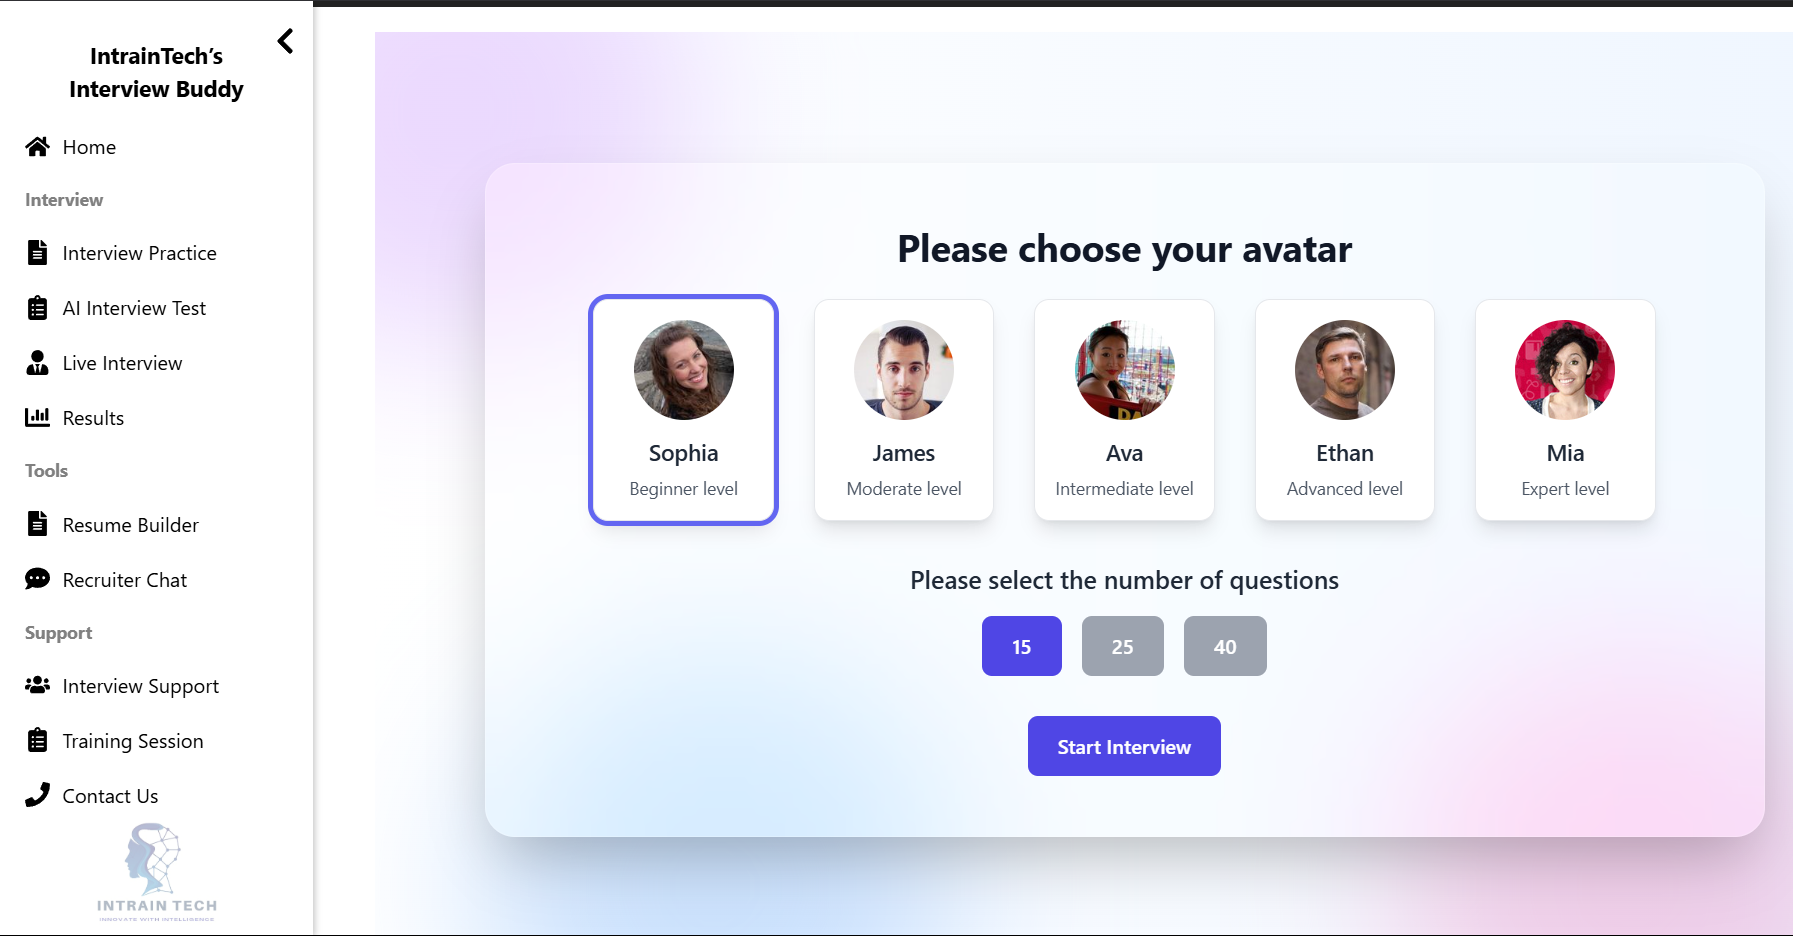 IntrainTech’s
Interview Buddy
Home
Interview
Interview Practice
AI Interview Test
Live Interview
Results
Tools
Resume Builder
Recruiter Chat
Support
Interview Support
Training Session
Contact Us
INTRAIN TECH
INNOVATE WITH INTELLIGENCE
Please choose your avatar
Sophia
Beginner level
James
Moderate level
Ava
Intermediate level
Ethan
Advanced level
Mia
Expert level
Please select the number of questions
15 25 40
Start Interview